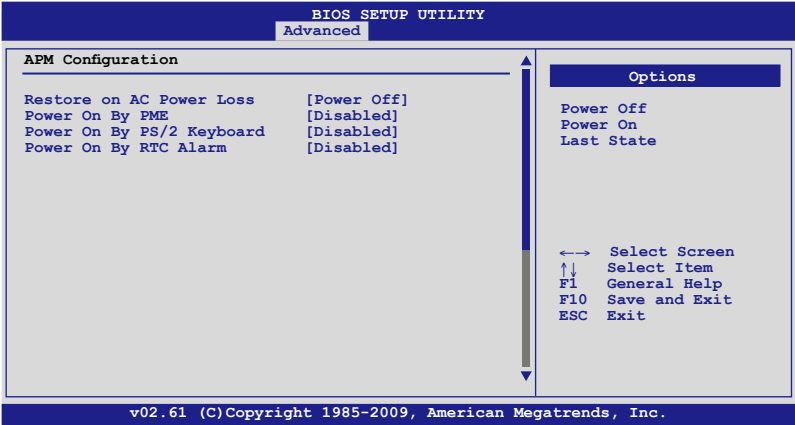 BIOS SETUP UTILITY
Advanced
APM Configuration
Restore on AC Power Loss [Power Off]
Power On By PME [Disabled]
Power On By PS/2 Keyboard [Disabled]
Power On By RTC Alarm [Disabled]
Options
Power Off
Power On
Last State
←→ Select Screen
↑↓ Select Item
F1 General Help
F10 Save and Exit
ESC Exit
v02.61 (C)Copyright 1985-2009, American Megatrends, Inc.